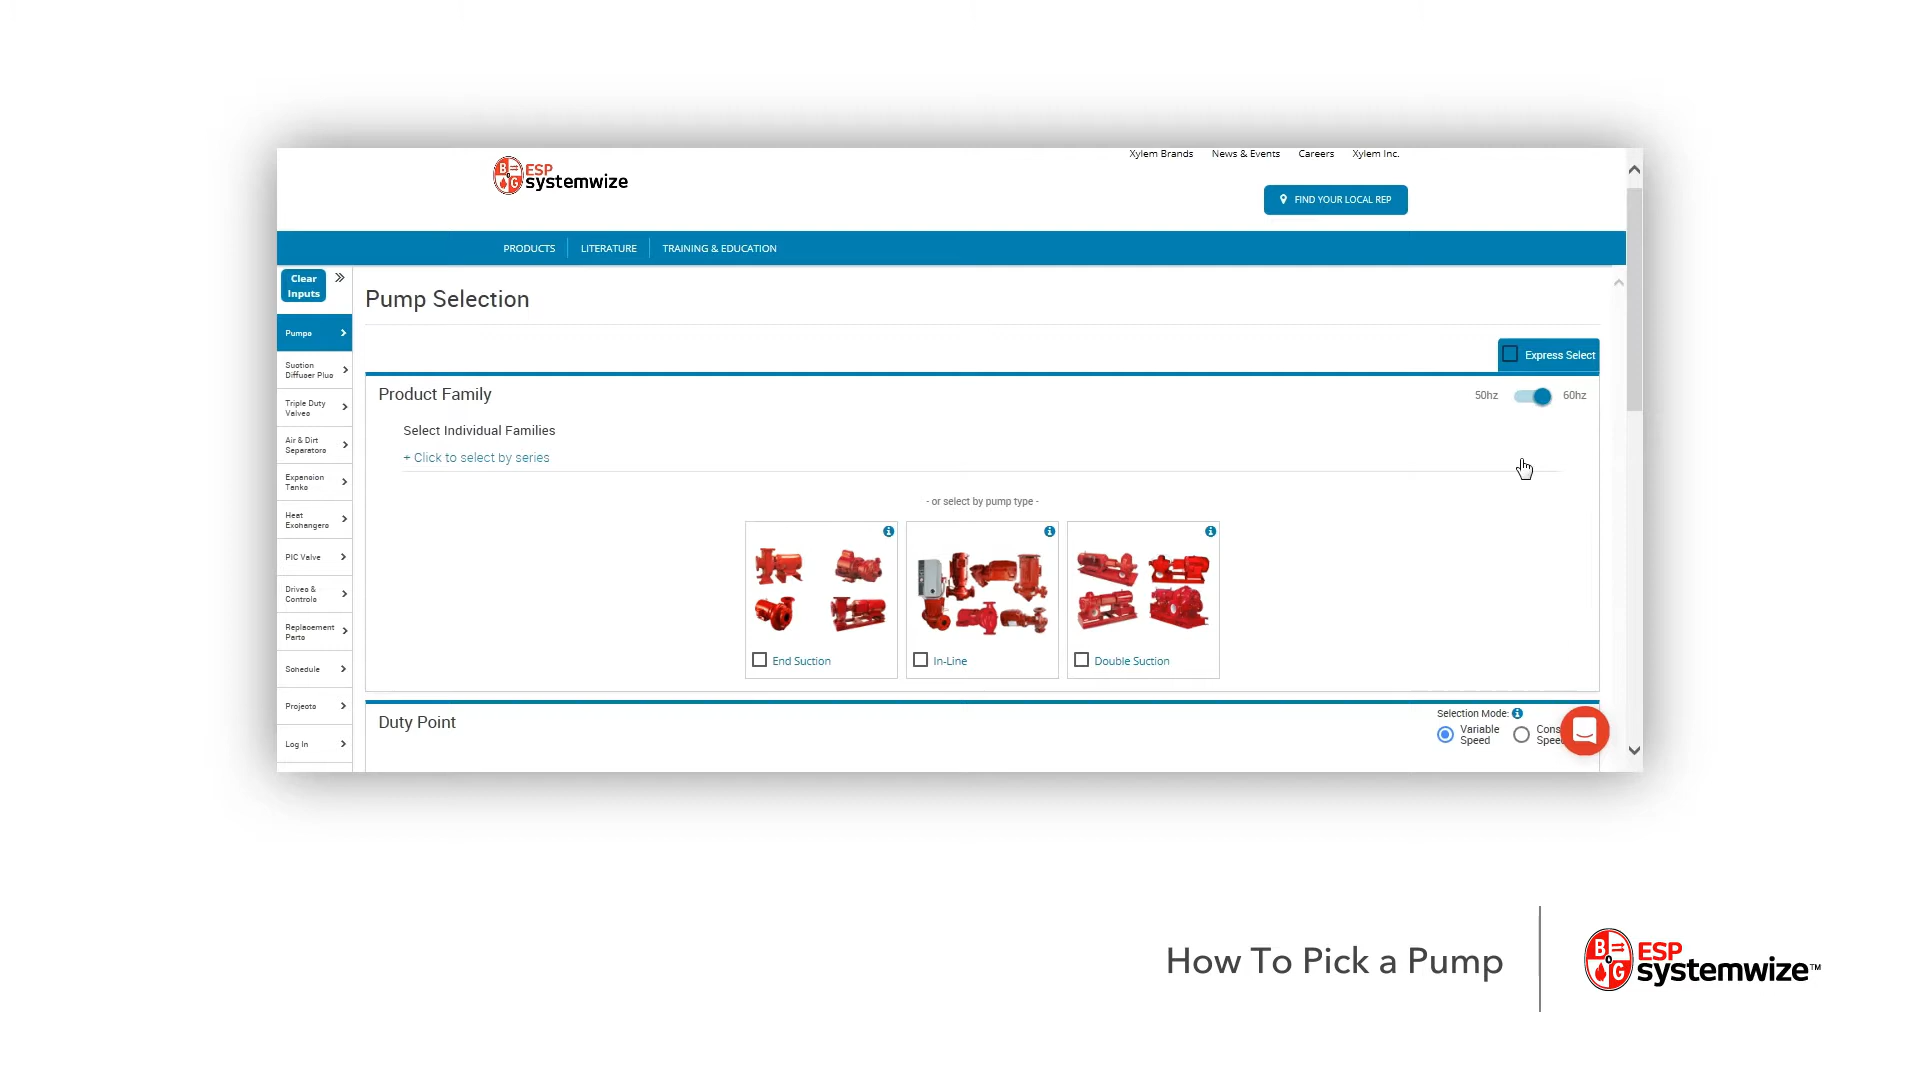 B G
ESP
systemwize
Xylem Brands News & Events Careers Xylem Inc.
FIND YOUR LOCAL REP
PRODUCTS LITERATURE TRAINING & EDUCATION
Clear
Inputs
Pump Selection
Pumps
Express Select
Suction
Diffuser Plus
Product Family
50hz 60hz
Triple Duty
Valves
Select Individual Families
Air & Dirt
Separators
+ Click to select by series
Expansion
Tanks
- or select by pump type -
Heat
Exchangers
PIC Valve
Drives &
Controls
Replacement
Parts
End Suction In-Line Double Suction
Schedule
Projects
Duty Point
Selection Mode:
Variable
Speed
Cons
Spee
Log In
How To Pick a Pump
B O G
ESP
systemwize™